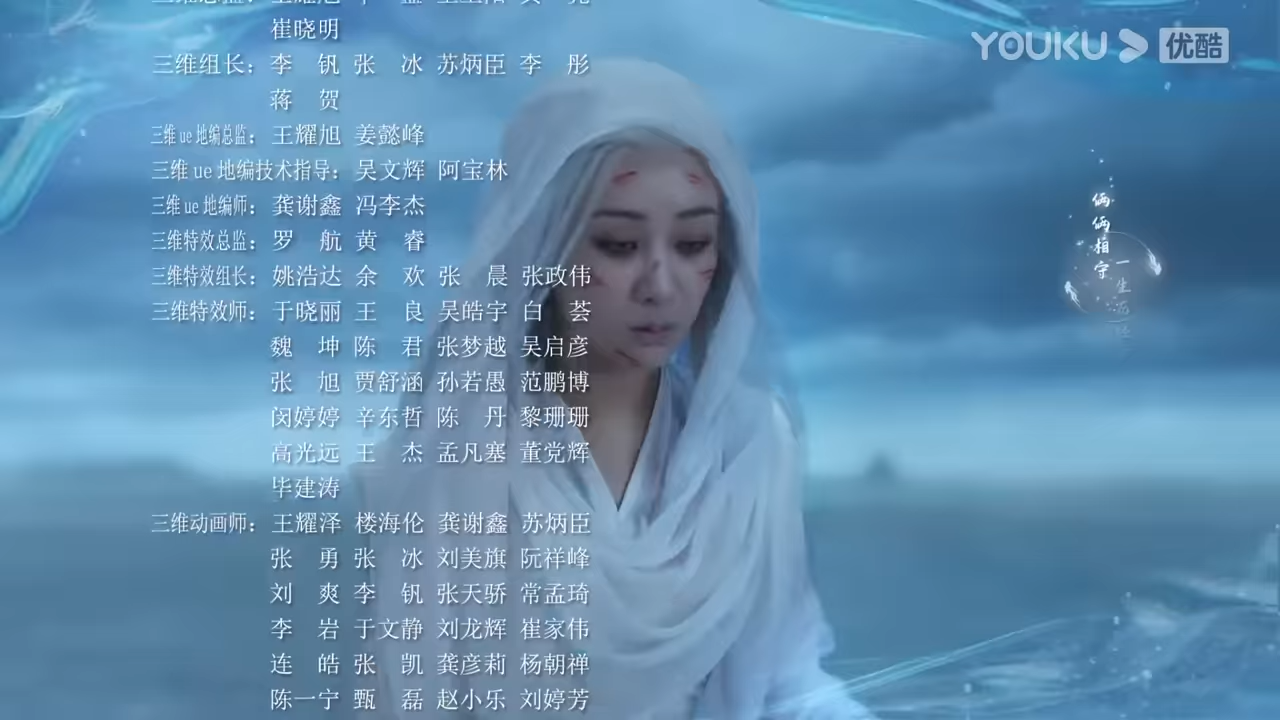 崔晓明
YOUKU 优酷
三维组长：李　钒 张　冰 苏炳臣 李　彤
蒋　贺
三维 ue 地编总监：王耀旭 姜懿峰
三维 ue 地编技术指导：吴文辉 阿宝林
三维 ue 地编师：龚谢鑫 冯李杰
三维特效总监：罗　航 黄　睿
三维特效组长：姚浩达 余　欢 张　晨 张政伟
三维特效师：于晓丽 王　良 吴皓宇 白　荟
魏　坤 陈　君 张梦越 吴启彦
张　旭 贾舒涵 孙若愚 范鹏博
闵婷婷 辛东哲 陈　丹 黎珊珊
高光远 王　杰 孟凡塞 董党辉
毕建涛
三维动画师：王耀泽 楼海伦 龚谢鑫 苏炳臣
张　勇 张　冰 刘美旗 阮祥峰
刘　爽 李　钒 张天骄 常孟琦
李　岩 于文静 刘龙辉 崔家伟
连　皓 张　凯 龚彦莉 杨朝禅
陈一宁 甄　磊 赵小乐 刘婷芳
俩俩相守
一生